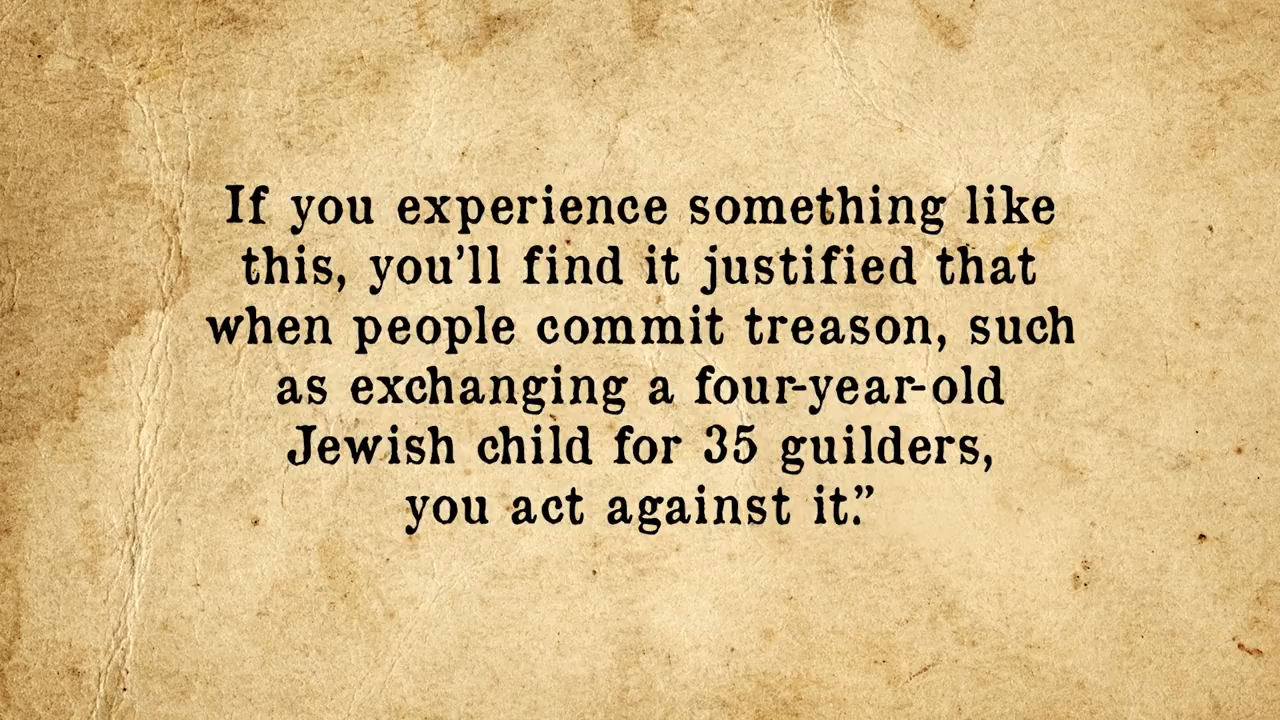 If you experience something like
this, you’ll find it justified that
when people commit treason, such
as exchanging a four-year-old
Jewish child for 35 guilders,
you act against it.”